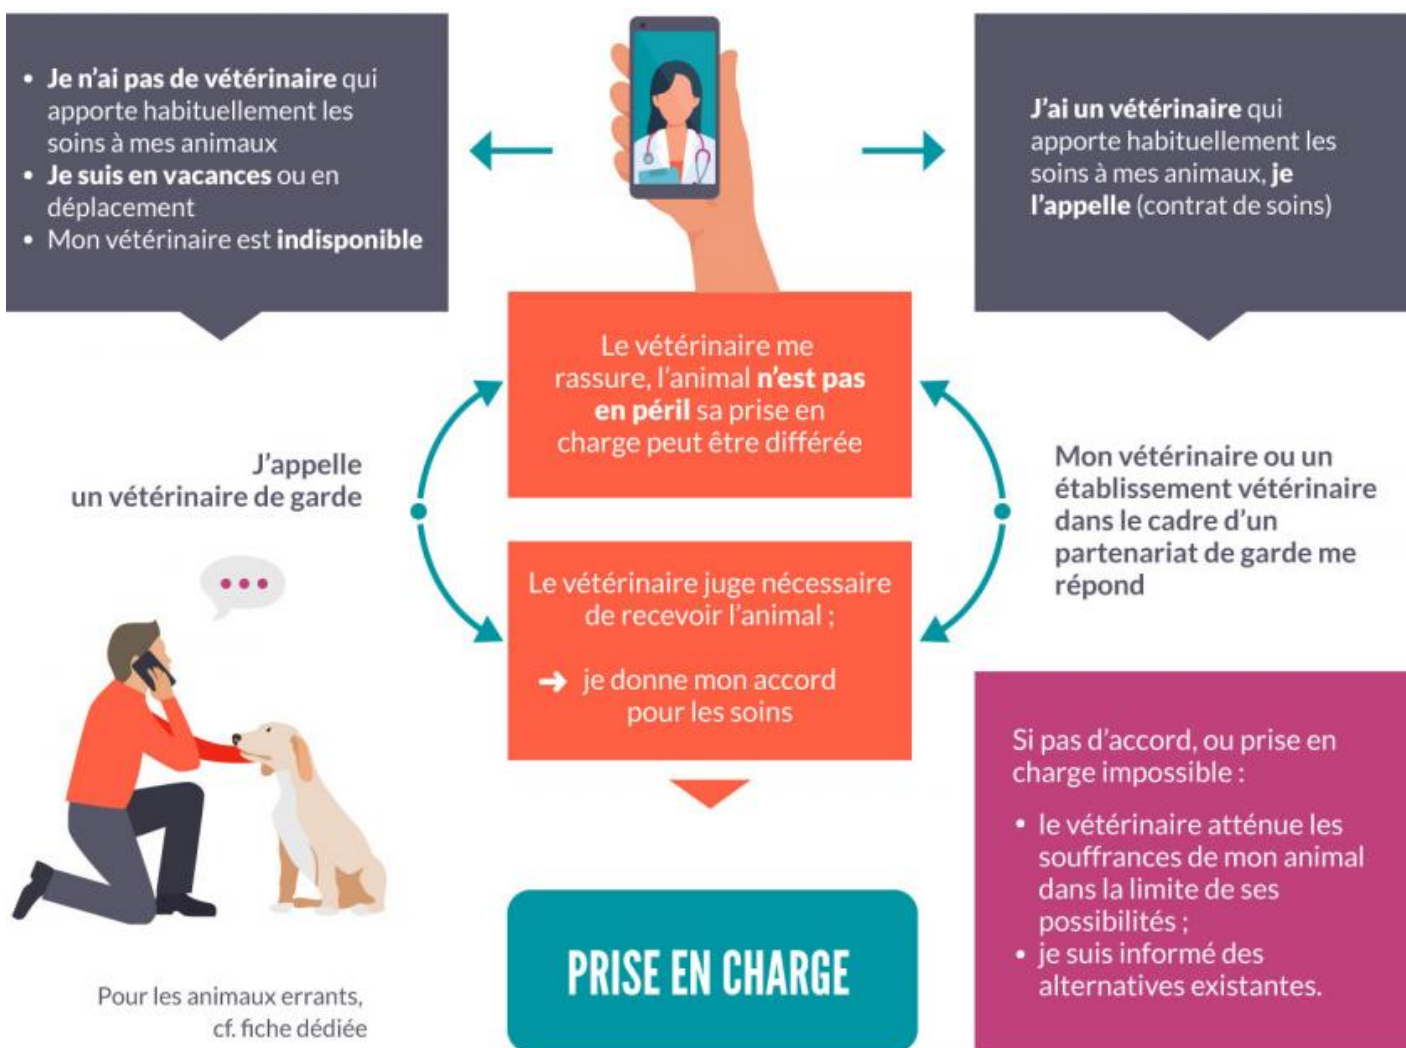 • Je n’ai pas de vétérinaire qui
apporte habituellement les
soins à mes animaux
• Je suis en vacances ou en
déplacement
• Mon vétérinaire est indisponible
J’ai un vétérinaire qui
apporte habituellement les
soins à mes animaux, je
l’appelle (contrat de soins)
Le vétérinaire me
rassure, l’animal n’est pas
en péril sa prise en
charge peut être différée
J’appelle
un vétérinaire de garde
Mon vétérinaire ou un
établissement vétérinaire
dans le cadre d’un
partenariat de garde me
répond
Le vétérinaire juge nécessaire
de recevoir l’animal ;
➔ je donne mon accord
pour les soins
Si pas d’accord, ou prise en
charge impossible :
• le vétérinaire atténue les
souffrances de mon animal
dans la limite de ses
possibilités ;
• je suis informé des
alternatives existantes.
PRISE EN CHARGE
Pour les animaux errants,
cf. fiche dédiée